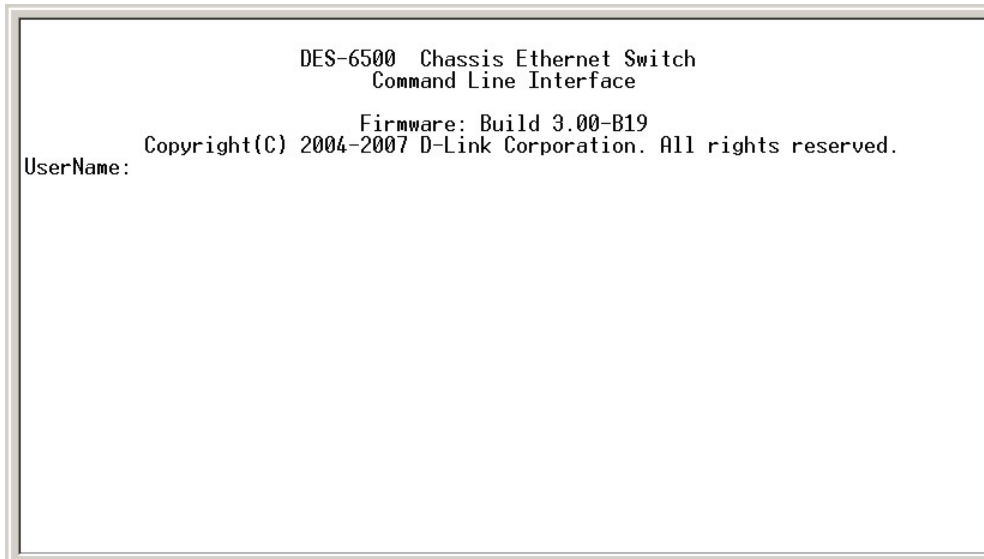 DES-6500 Chassis Ethernet Switch
Command Line Interface
Firmware: Build 3.00-B19
Copyright(C) 2004-2007 D-Link Corporation. All rights reserved.
UserName: